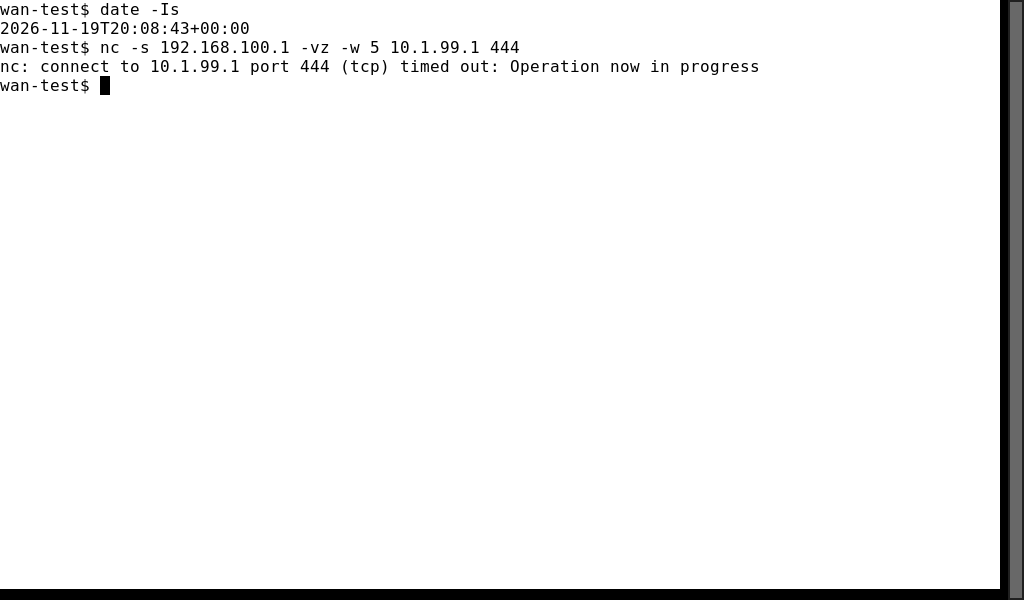 wan-test$ date -Is
2026-11-19T20:08:43+00:00
wan-test$ nc -s 192.168.100.1 -vz -w 5 10.1.99.1 444
nc: connect to 10.1.99.1 port 444 (tcp) timed out: Operation now in progress
wan-test$